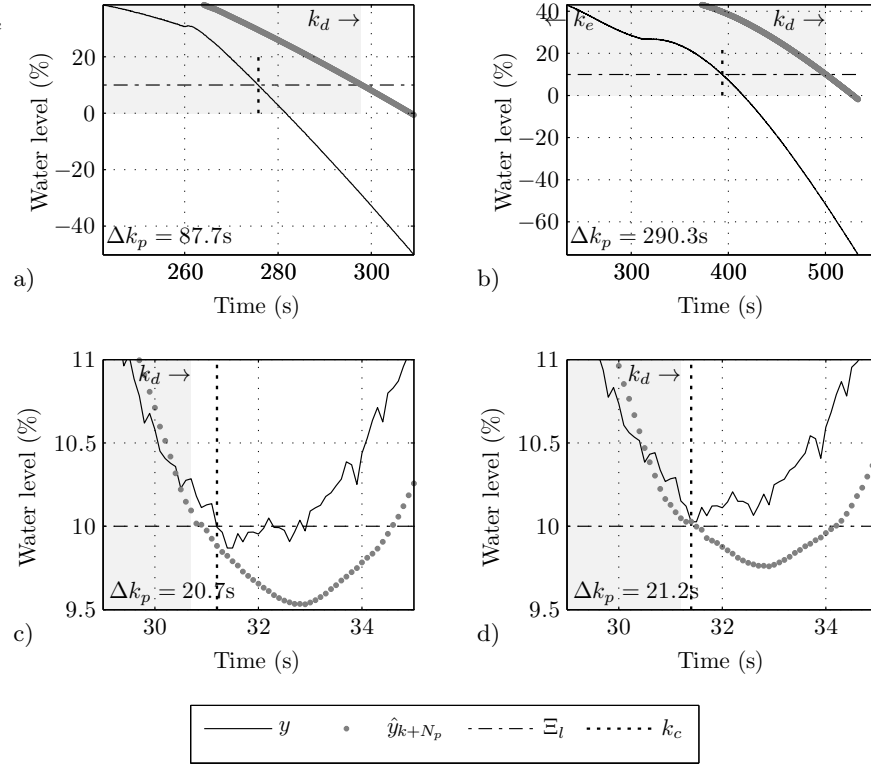 k_d →
20
0
−20
−40
Water level (%)
Δk_p = 87.7s
260
280
300
Time (s)
a)
k_e
k_d →
40
20
0
−20
−40
−60
Water level (%)
Δk_p = 290.3s
300
400
500
Time (s)
b)
k_d →
11
10.5
10
9.5
Water level (%)
Δk_p = 20.7s
30
32
34
Time (s)
c)
k_d →
11
10.5
10
9.5
Water level (%)
Δk_p = 21.2s
30
32
34
Time (s)
d)
y
ŷ_{k+N_p}
Ξ_l
k_c